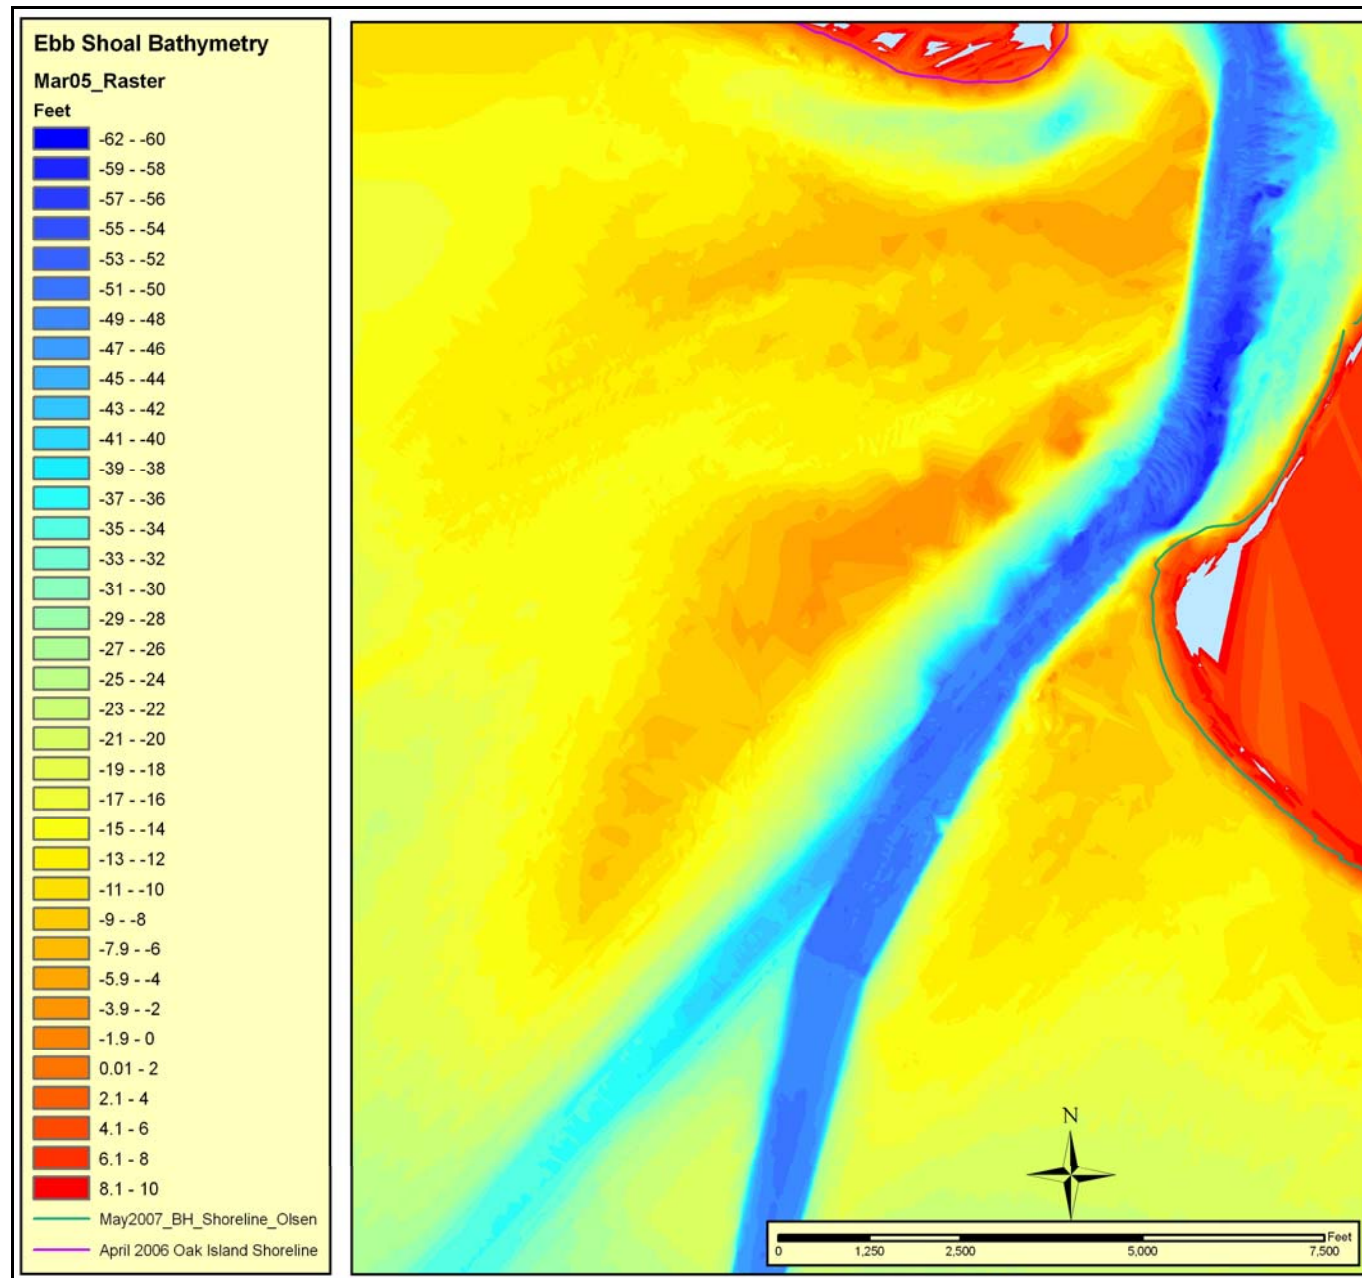 Ebb Shoal Bathymetry
Mar05_Raster
Feet
-62 - -60
-59 - -58
-57 - -56
-55 - -54
-53 - -52
-51 - -50
-49 - -48
-47 - -46
-45 - -44
-43 - -42
-41 - -40
-39 - -38
-37 - -36
-35 - -34
-33 - -32
-31 - -30
-29 - -28
-27 - -26
-25 - -24
-23 - -22
-21 - -20
-19 - -18
-17 - -16
-15 - -14
-13 - -12
-11 - -10
-9 - -8
-7.9 - -6
-5.9 - -4
-3.9 - -2
-1.9 - 0
0.01 - 2
2.1 - 4
4.1 - 6
6.1 - 8
8.1 - 10
May2007_BH_Shoreline_Olsen
April 2006 Oak Island Shoreline
N
Feet
0 1,250 2,500 5,000 7,500